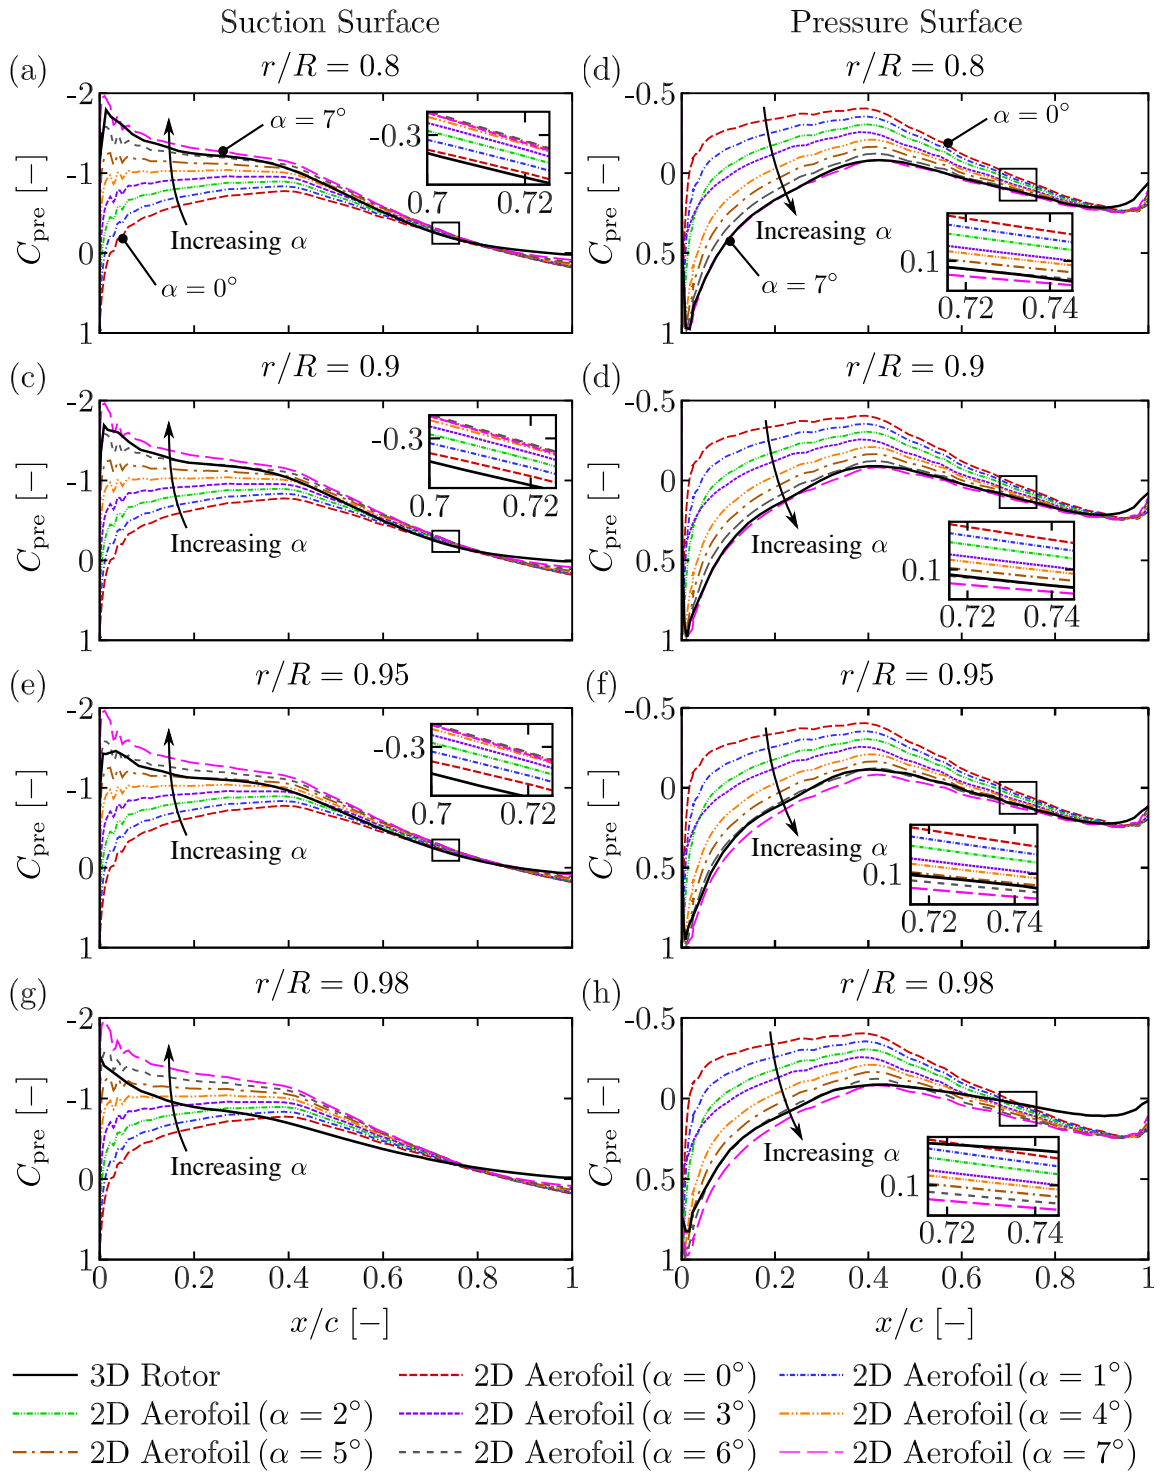 Suction Surface
Pressure Surface
(a)
r/R = 0.8
(d)
r/R = 0.8
-2
-1
0
1
C_pre [−]
α = 7°
Increasing α
α = 0°
-0.3
0.7
0.72
-0.5
0
0.5
1
C_pre [−]
α = 0°
Increasing α
α = 7°
0.1
0.72
0.74
(c)
r/R = 0.9
(d)
r/R = 0.9
-2
-1
0
1
C_pre [−]
Increasing α
-0.3
0.7
0.72
-0.5
0
0.5
1
C_pre [−]
Increasing α
0.1
0.72
0.74
(e)
r/R = 0.95
(f)
r/R = 0.95
-2
-1
0
1
C_pre [−]
Increasing α
-0.3
0.7
0.72
-0.5
0
0.5
1
C_pre [−]
Increasing α
0.1
0.72
0.74
(g)
r/R = 0.98
(h)
r/R = 0.98
-2
-1
0
1
C_pre [−]
Increasing α
0
0.2
0.4
0.6
0.8
1
x/c [−]
-0.5
0
0.5
1
C_pre [−]
Increasing α
0.1
0.72
0.74
0
0.2
0.4
0.6
0.8
1
x/c [−]
3D Rotor
2D Aerofoil (α = 0°)
2D Aerofoil (α = 1°)
2D Aerofoil (α = 2°)
2D Aerofoil (α = 3°)
2D Aerofoil (α = 4°)
2D Aerofoil (α = 5°)
2D Aerofoil (α = 6°)
2D Aerofoil (α = 7°)